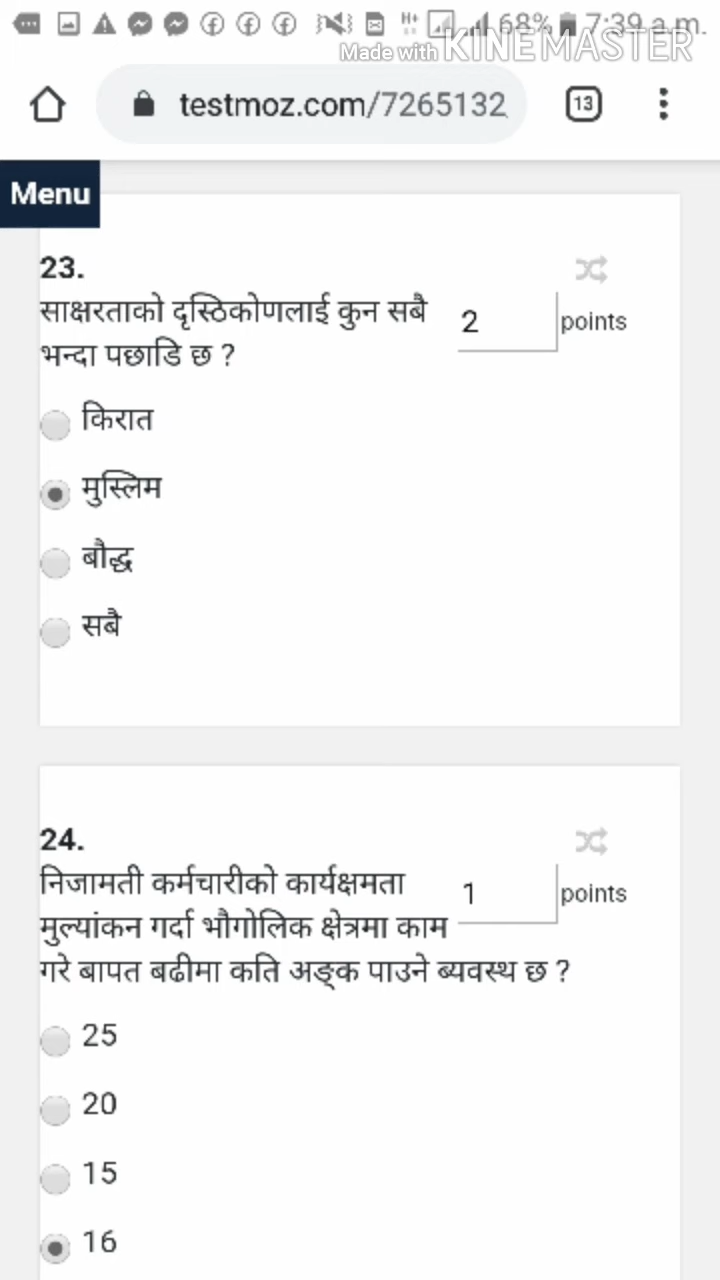 68% 7:39 a.m.
Made with KINEMASTER
testmoz.com/7265132
13
Menu
23.
साक्षरताको दृस्ठिकोणलाई कुन सबै
2 points
भन्दा पछाडि छ ?
किरात
मुस्लिम
बौद्ध
सबै
24.
निजामती कर्मचारीको कार्यक्षमता
1 points
मुल्यांकन गर्दा भौगोलिक क्षेत्रमा काम
गरे बापत बढीमा कति अङ्क पाउने ब्यवस्थ छ ?
25
20
15
16